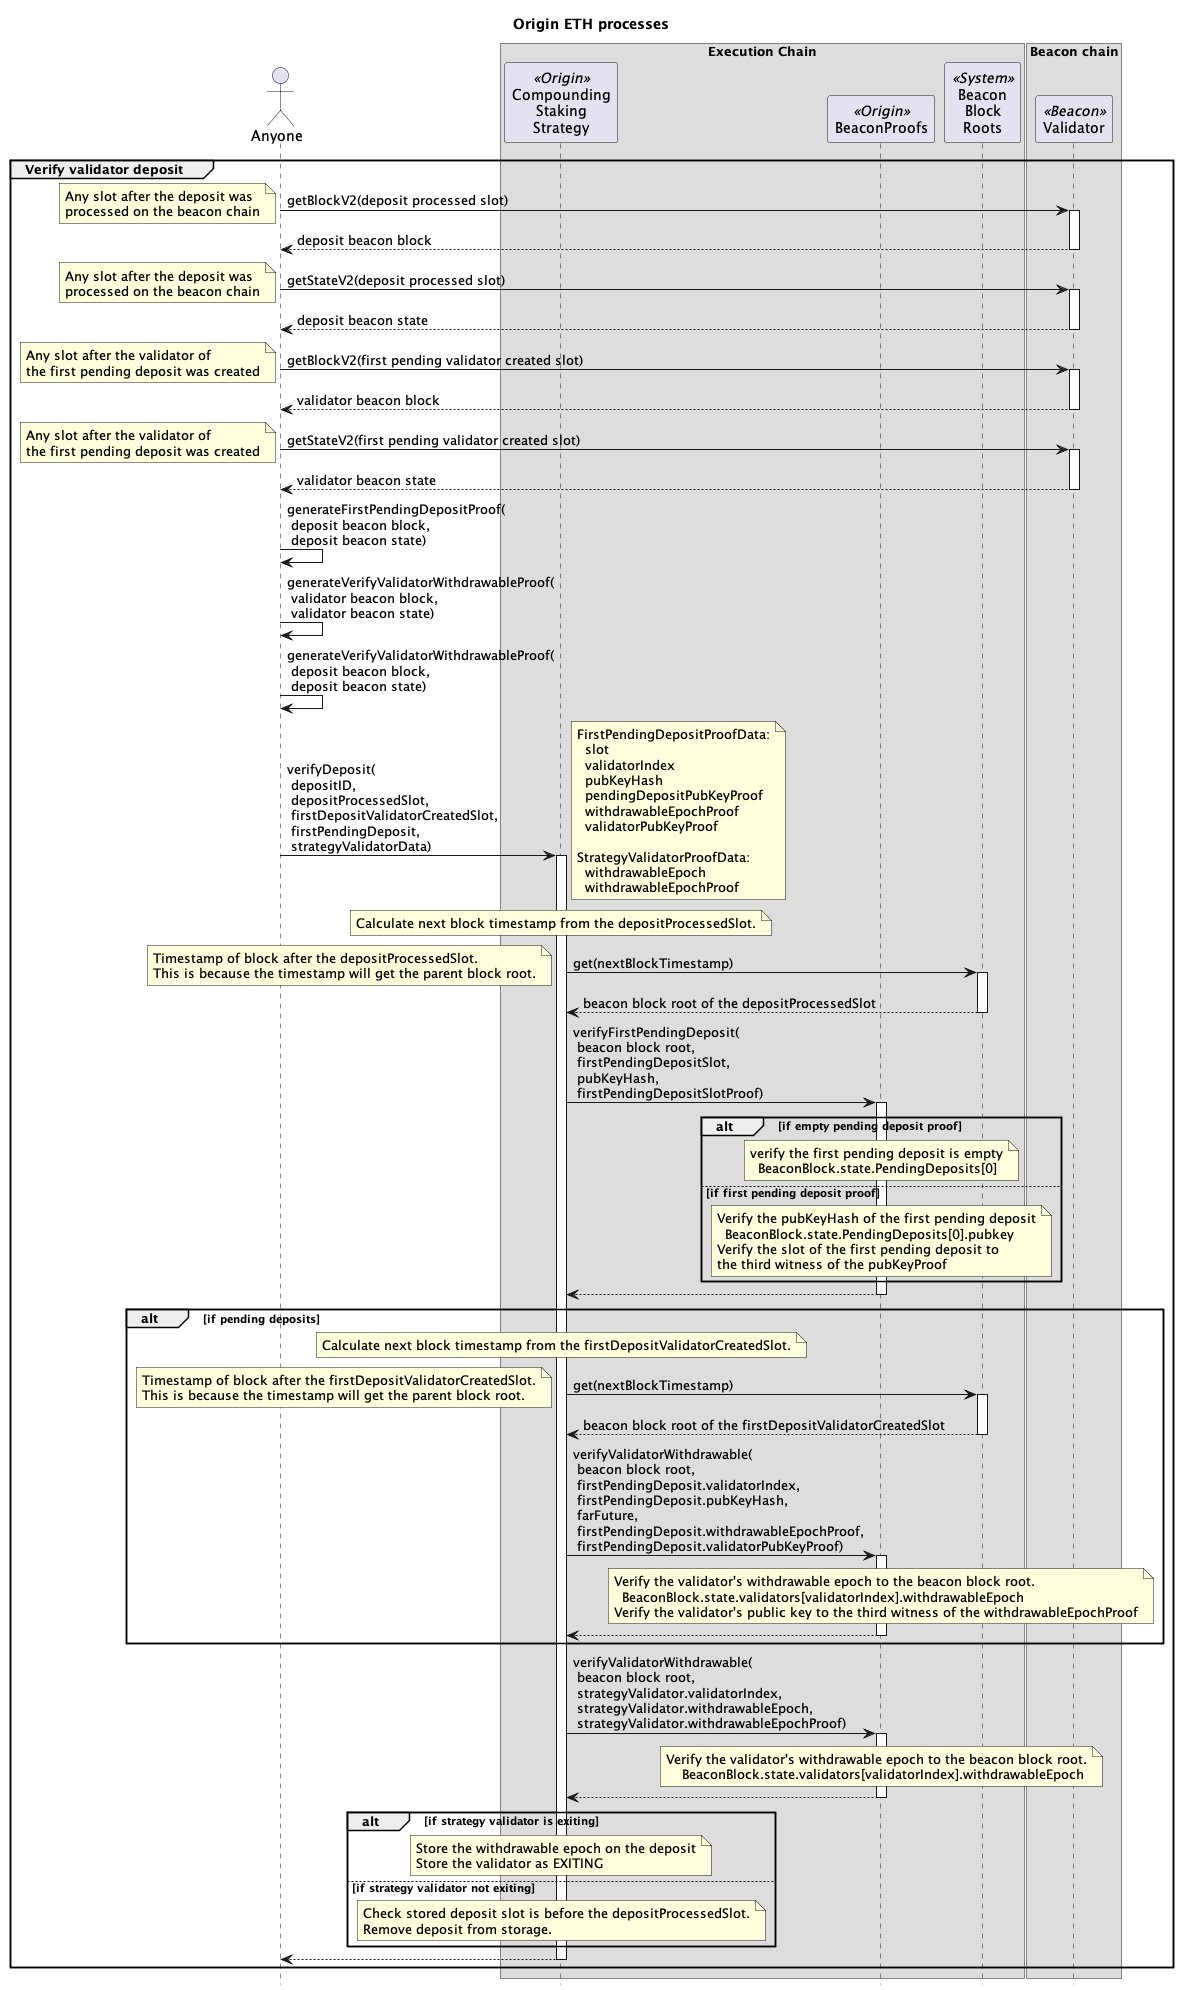 Origin ETH processes
Execution Chain
Beacon chain
Anyone
«Origin»
Compounding
Staking
Strategy
«Origin»
BeaconProofs
«System»
Beacon
Block
Roots
«Beacon»
Validator
Verify validator deposit
Any slot after the deposit was
processed on the beacon chain
getBlockV2(deposit processed slot)
deposit beacon block
Any slot after the deposit was
processed on the beacon chain
getStateV2(deposit processed slot)
deposit beacon state
Any slot after the validator of
the first pending deposit was created
getBlockV2(first pending validator created slot)
validator beacon block
Any slot after the validator of
the first pending deposit was created
getStateV2(first pending validator created slot)
validator beacon state
generateFirstPendingDepositProof(
deposit beacon block,
deposit beacon state)
generateVerifyValidatorWithdrawableProof(
validator beacon block,
validator beacon state)
generateVerifyValidatorWithdrawableProof(
deposit beacon block,
deposit beacon state)
verifyDeposit(
depositID,
depositProcessedSlot,
firstDepositValidatorCreatedSlot,
firstPendingDeposit,
strategyValidatorData)
FirstPendingDepositProofData:
slot
validatorIndex
pubKeyHash
pendingDepositPubKeyProof
withdrawableEpochProof
validatorPubKeyProof
StrategyValidatorProofData:
withdrawableEpoch
withdrawableEpochProof
Calculate next block timestamp from the depositProcessedSlot.
Timestamp of block after the depositProcessedSlot.
This is because the timestamp will get the parent block root.
get(nextBlockTimestamp)
beacon block root of the depositProcessedSlot
verifyFirstPendingDeposit(
beacon block root,
firstPendingDepositSlot,
pubKeyHash,
firstPendingDepositSlotProof)
alt
[if empty pending deposit proof]
verify the first pending deposit is empty
BeaconBlock.state.PendingDeposits[0]
[if first pending deposit proof]
Verify the pubKeyHash of the first pending deposit
BeaconBlock.state.PendingDeposits[0].pubkey
Verify the slot of the first pending deposit to
the third witness of the pubKeyProof
alt
[if pending deposits]
Calculate next block timestamp from the firstDepositValidatorCreatedSlot.
Timestamp of block after the firstDepositValidatorCreatedSlot.
This is because the timestamp will get the parent block root.
get(nextBlockTimestamp)
beacon block root of the firstDepositValidatorCreatedSlot
verifyValidatorWithdrawable(
beacon block root,
firstPendingDeposit.validatorIndex,
firstPendingDeposit.pubKeyHash,
farFuture,
firstPendingDeposit.withdrawableEpochProof,
firstPendingDeposit.validatorPubKeyProof)
Verify the validator's withdrawable epoch to the beacon block root.
BeaconBlock.state.validators[validatorIndex].withdrawableEpoch
Verify the validator's public key to the third witness of the withdrawableEpochProof
verifyValidatorWithdrawable(
beacon block root,
strategyValidator.validatorIndex,
strategyValidator.withdrawableEpoch,
strategyValidator.withdrawableEpochProof)
Verify the validator's withdrawable epoch to the beacon block root.
BeaconBlock.state.validators[validatorIndex].withdrawableEpoch
alt
[if strategy validator is exiting]
Store the withdrawable epoch on the deposit
Store the validator as EXITING
[if strategy validator not exiting]
Check stored deposit slot is before the depositProcessedSlot.
Remove deposit from storage.